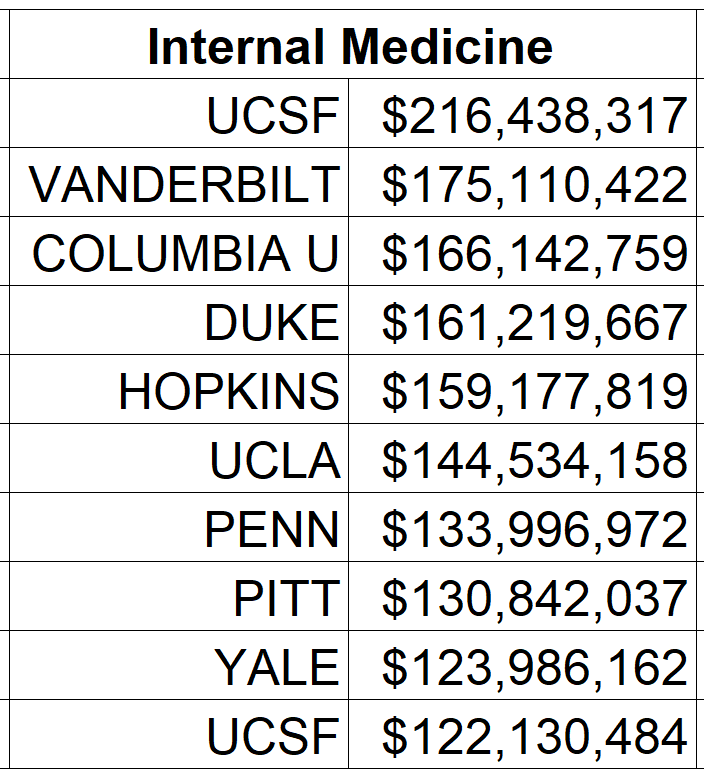 Internal Medicine
UCSF $216,438,317
VANDERBILT $175,110,422
COLUMBIA U $166,142,759
DUKE $161,219,667
HOPKINS $159,177,819
UCLA $144,534,158
PENN $133,996,972
PITT $130,842,037
YALE $123,986,162
UCSF $122,130,484